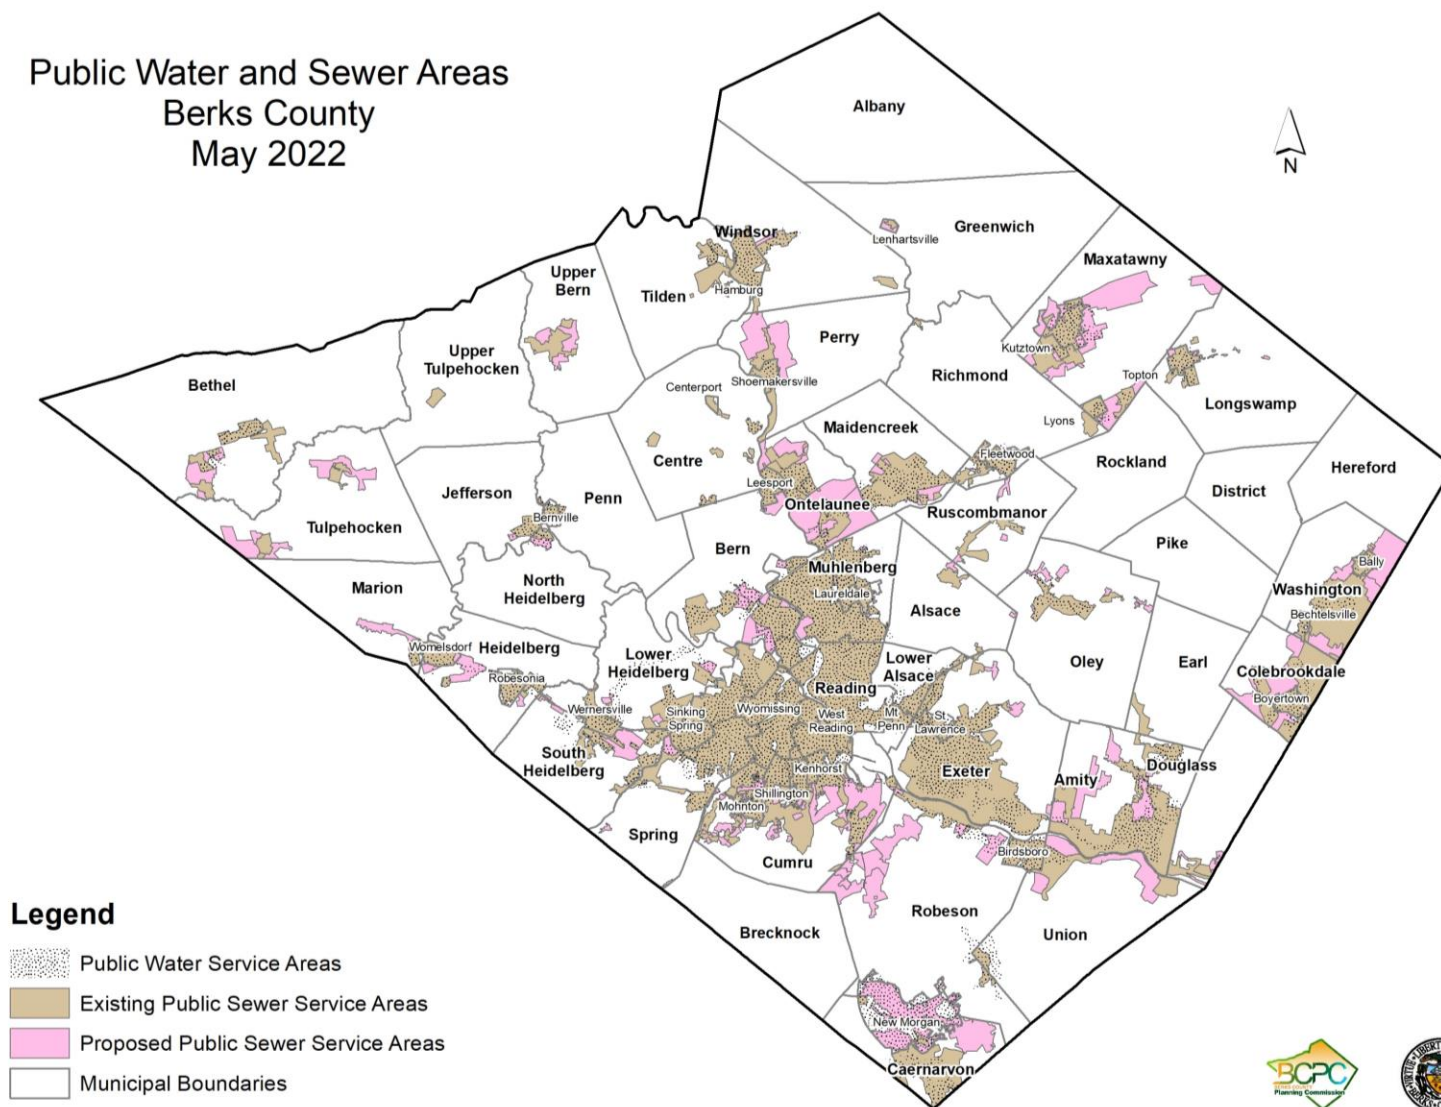 Public Water and Sewer Areas
Berks County
May 2022
Albany
N
Windsor
Greenwich
Lenhartsville
Maxatawny
Upper
Bern
Tilden
Hamburg
Perry
Kutztown
Upper
Tulpehocken
Bethel
Centerport
Shoemakersville
Richmond
Topton
Longswamp
Lyons
Maidencreek
Centre
Fleetwood
Rockland
Hereford
Jefferson
Penn
Leesport
District
Ontelaunee
Ruscombmanor
Bernville
Tulpehocken
Bern
Pike
Bally
Muhlenberg
Marion
North
Heidelberg
Laureldale
Alsace
Washington
Bechtelsville
Womelsdorf
Heidelberg
Lower
Heidelberg
Lower
Alsace
Oley
Earl
Colebrookdale
Robesonia
Reading
Boyertown
Wernersville
Sinking
Spring
Wyomissing
West
Reading
Mt
Penn
St
Lawrence
South
Heidelberg
Kenhorst
Exeter
Amity
Douglass
Shillington
Mohnton
Spring
Cumru
Birdsboro
Robeson
Brecknock
Union
New Morgan
Caernarvon
Legend
Public Water Service Areas
Existing Public Sewer Service Areas
Proposed Public Sewer Service Areas
Municipal Boundaries
BCPC
Berks County
Planning Commission